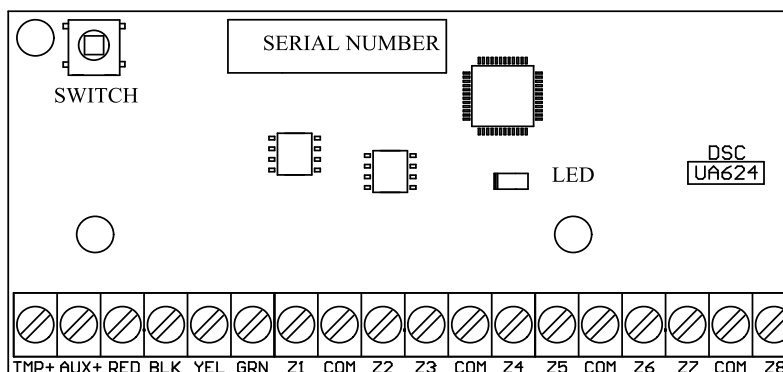 SERIAL NUMBER
SWITCH
DSC
UA624
LED
TMP+ AUX+ RED BLK YEL GRN Z1 COM Z2 Z3 COM Z4 Z5 COM Z6 Z7 COM Z8